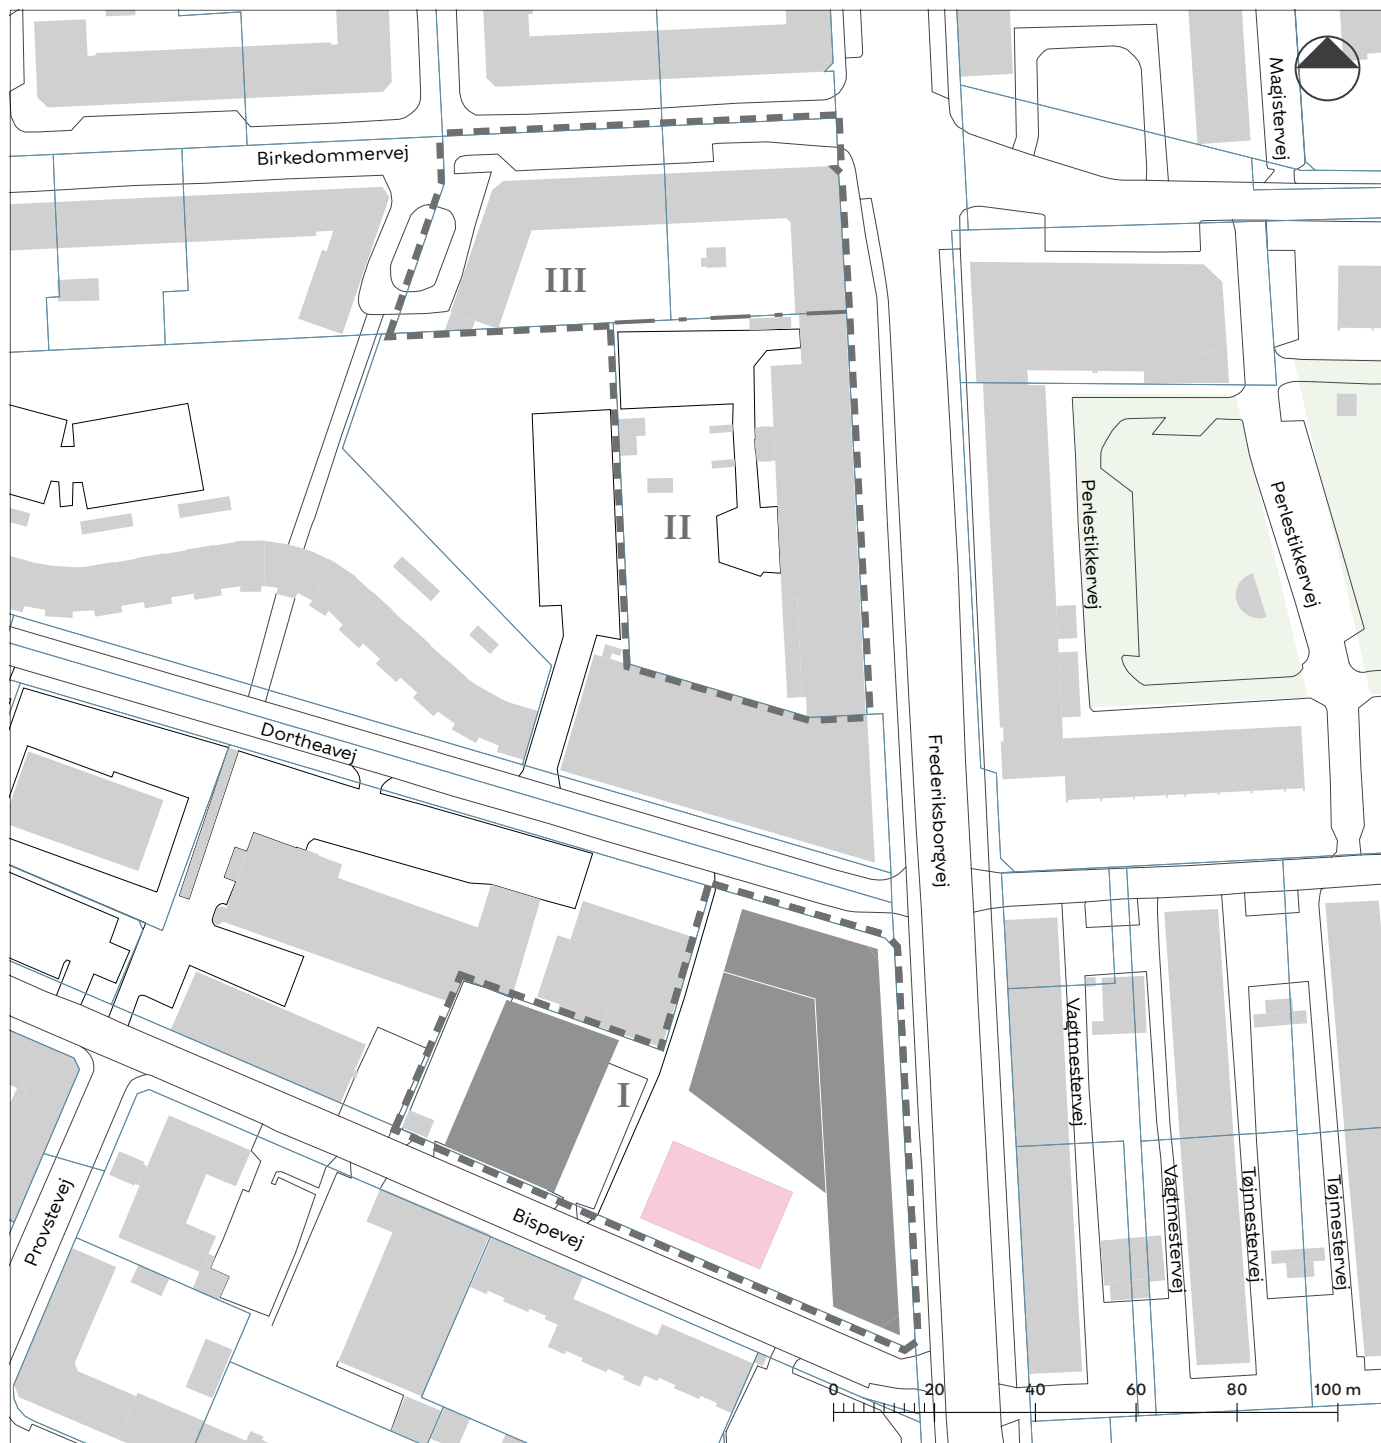 Magistervej
Birkedommervej
III
II
Perlestikkervej
Perlestikkervej
Dortheavej
Frederiksborgvej
I
Vagtmestervej
Vagtmestervej
Tøjmestervej
Tøjmestervej
Provstevej
Bispevej
0 20 40 60 80 100 m